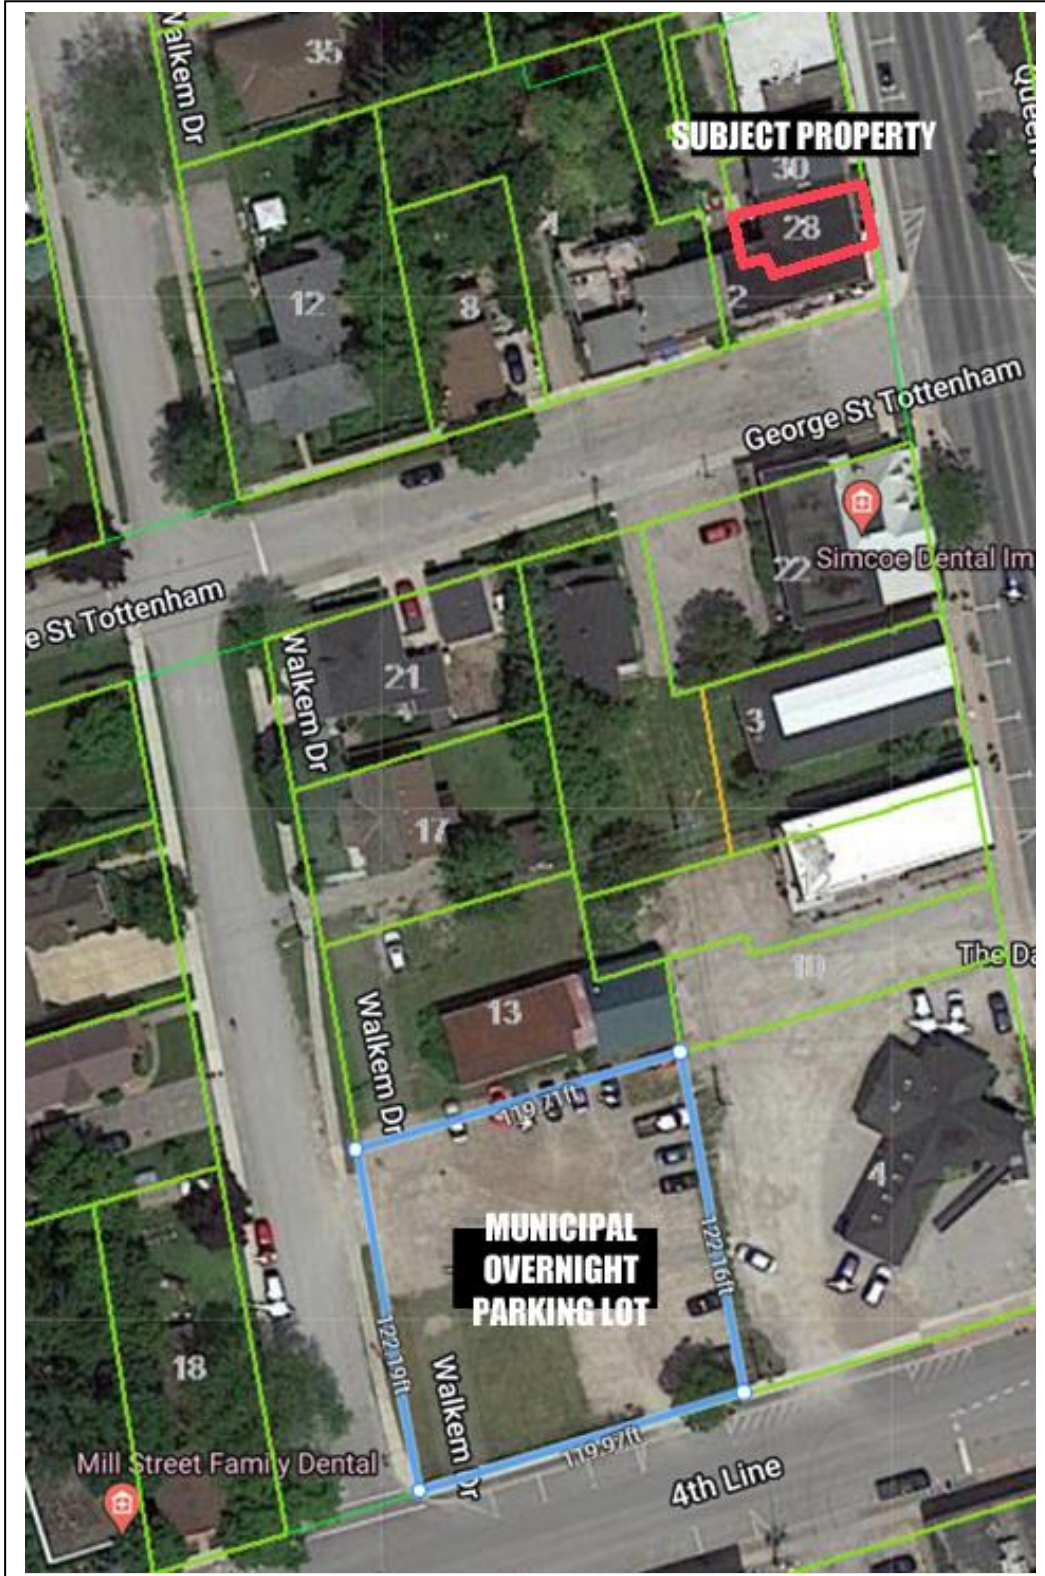 Walkem Dr
35
SUBJECT PROPERTY
30
28
12
8
2
George St Tottenham
22
Simcoe Dental Im
e St Tottenham
Walkem Dr
21
3
17
12
10
The Da
13
Walkem Dr
119.71ft
4
MUNICIPAL
OVERNIGHT
PARKING LOT
122.16ft
122.19ft
18
Walkem Dr
119.97ft
Mill Street Family Dental
4th Line